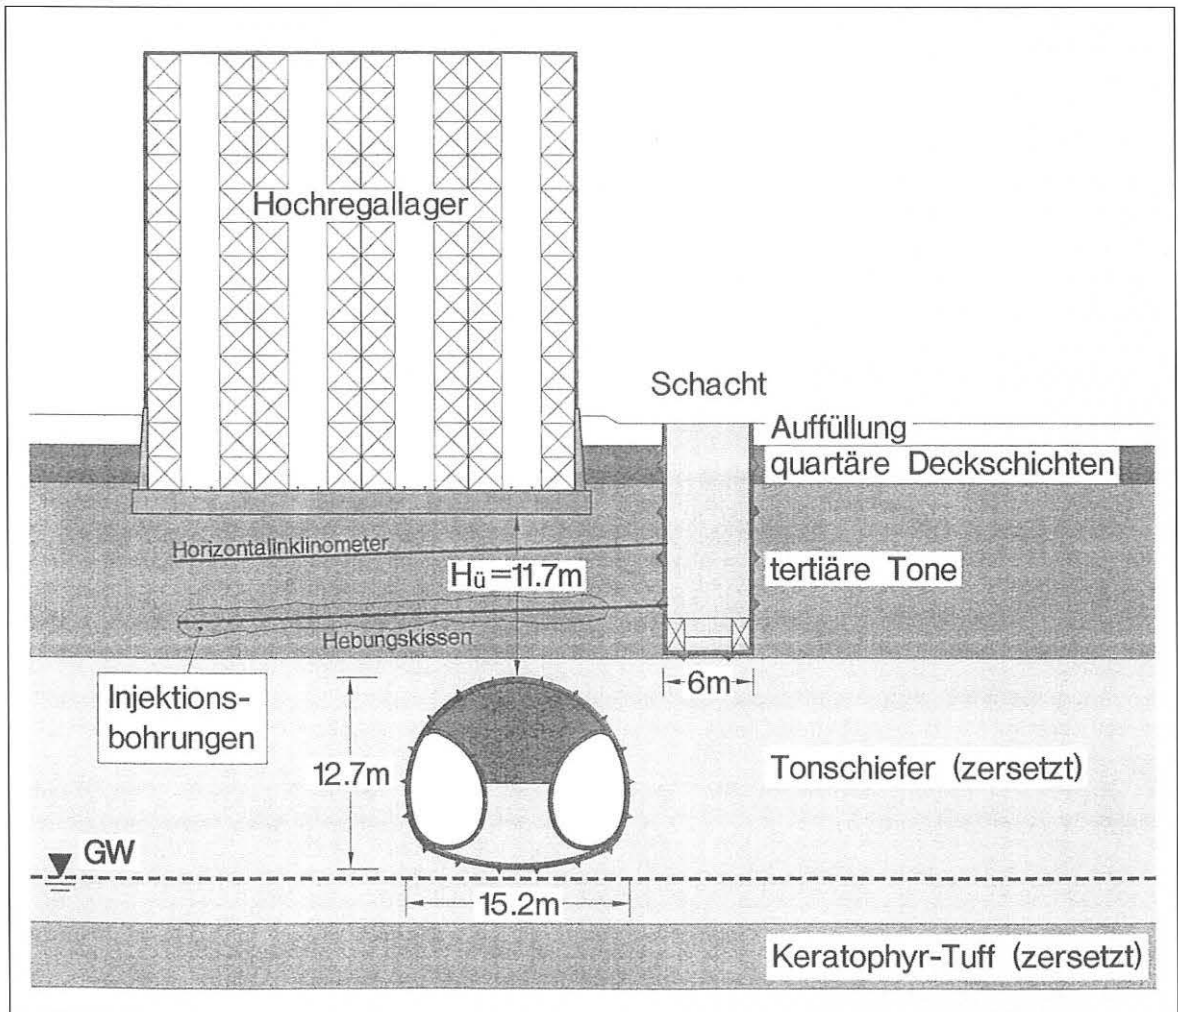 Hochregallager
Schacht
Auffüllung
quartäre Deckschichten
Horizontalinklinometer
Hü=11.7m
tertiäre Tone
Hebungskissen
6m
Injektions-
bohrungen
12.7m
Tonschiefer (zersetzt)
GW
15.2m
Keratophyr-Tuff (zersetzt)